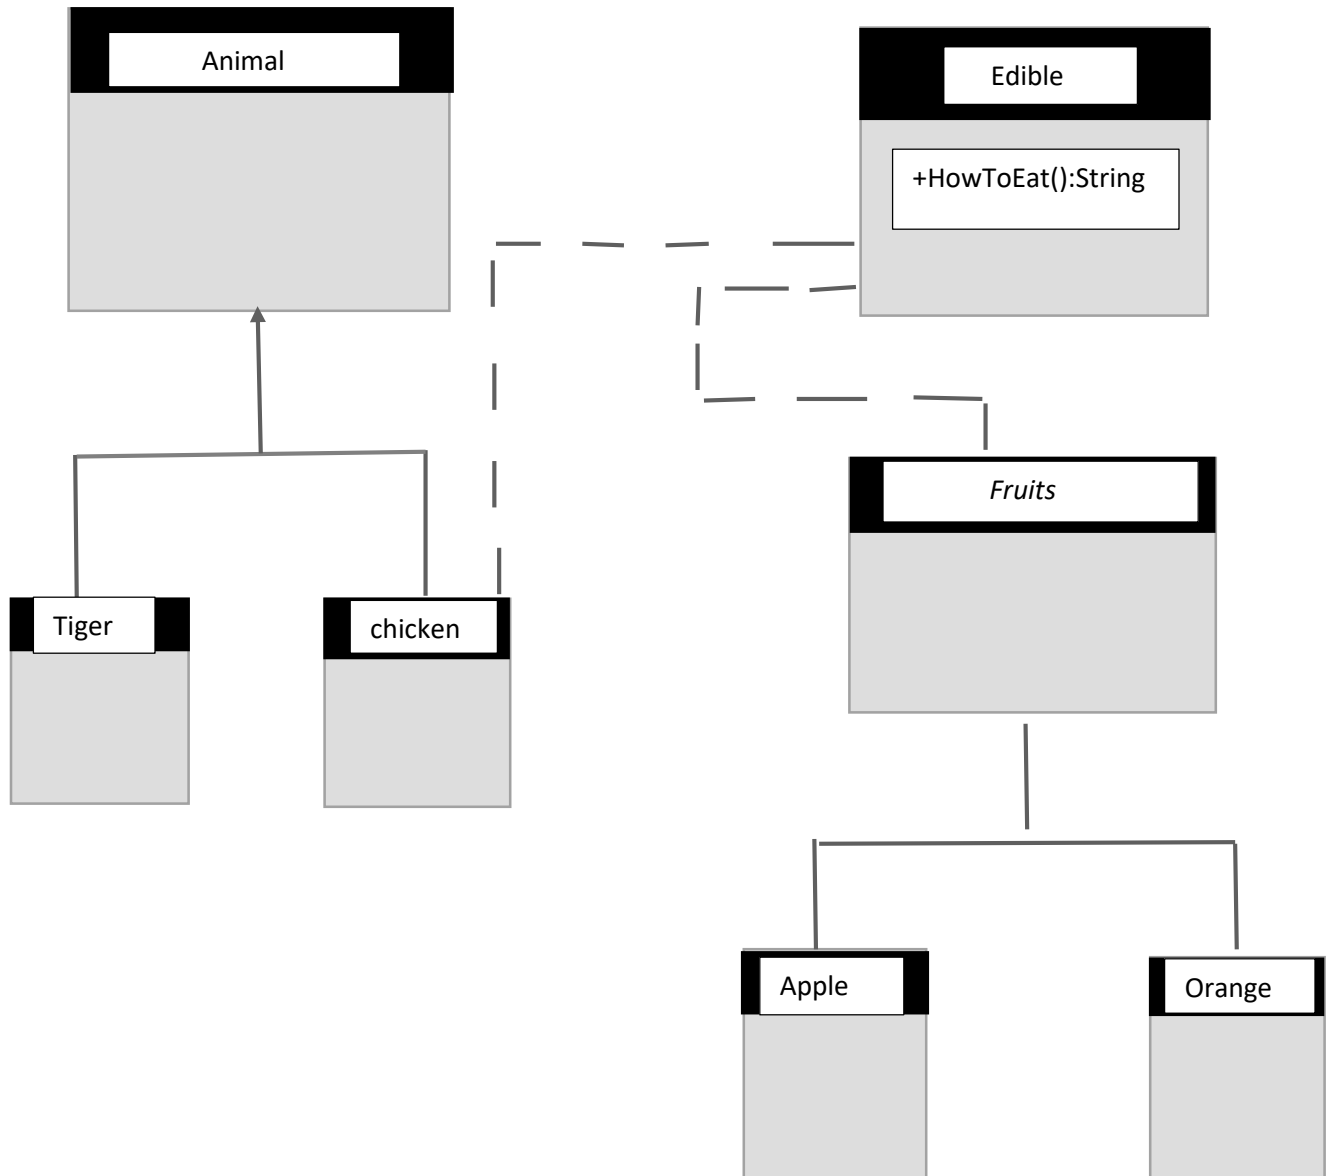 Animal
Edible
+HowToEat():String
Fruits
Tiger
chicken
Apple
Orange